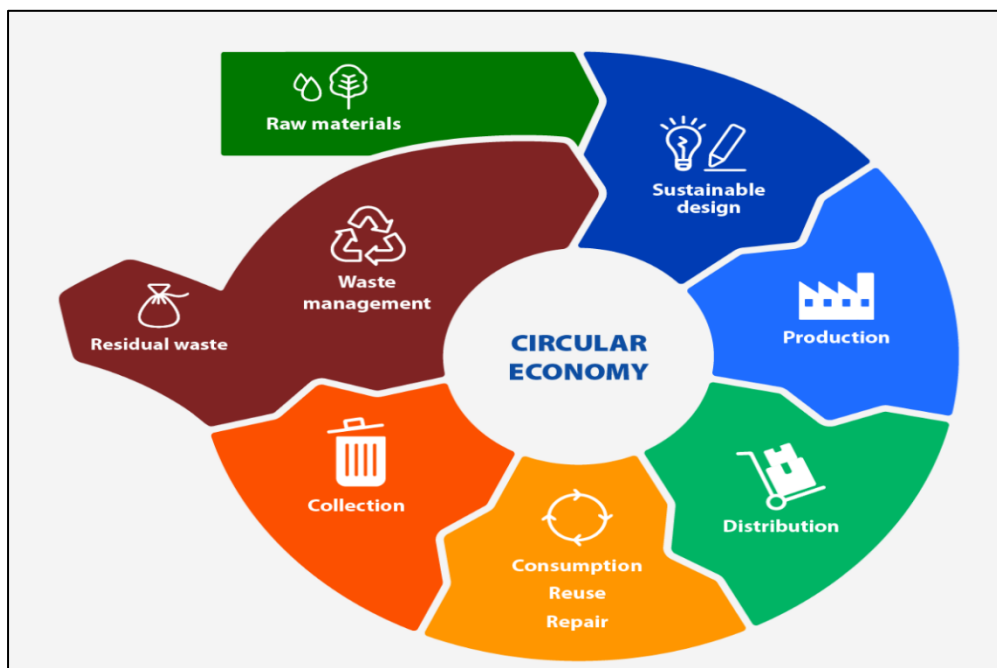 Raw materials
Sustainable
design
Production
Distribution
Consumption
Reuse
Repair
Collection
Waste
management
Residual waste
CIRCULAR
ECONOMY